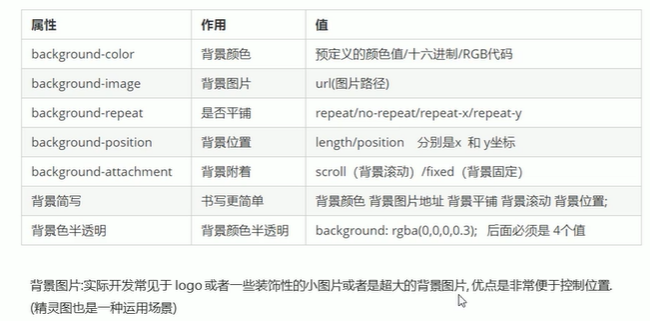 属性 作用 值
background-color 背景颜色 预定义的颜色值/十六进制/RGB代码
background-image 背景图片 url(图片路径)
background-repeat 是否平铺 repeat/no-repeat/repeat-x/repeat-y
background-position 背景位置 length/position 分别是x 和 y坐标
background-attachment 背景附着 scroll（背景滚动）/fixed（背景固定）
背景简写 书写更简单 背景颜色 背景图片地址 背景平铺 背景滚动 背景位置;
背景色半透明 背景颜色半透明 background: rgba(0,0,0,0.3); 后面必须是 4个值
背景图片:实际开发常见于 logo 或者一些装饰性的小图片或者是超大的背景图片, 优点是非常便于控制位置.
(精灵图也是一种运用场景)